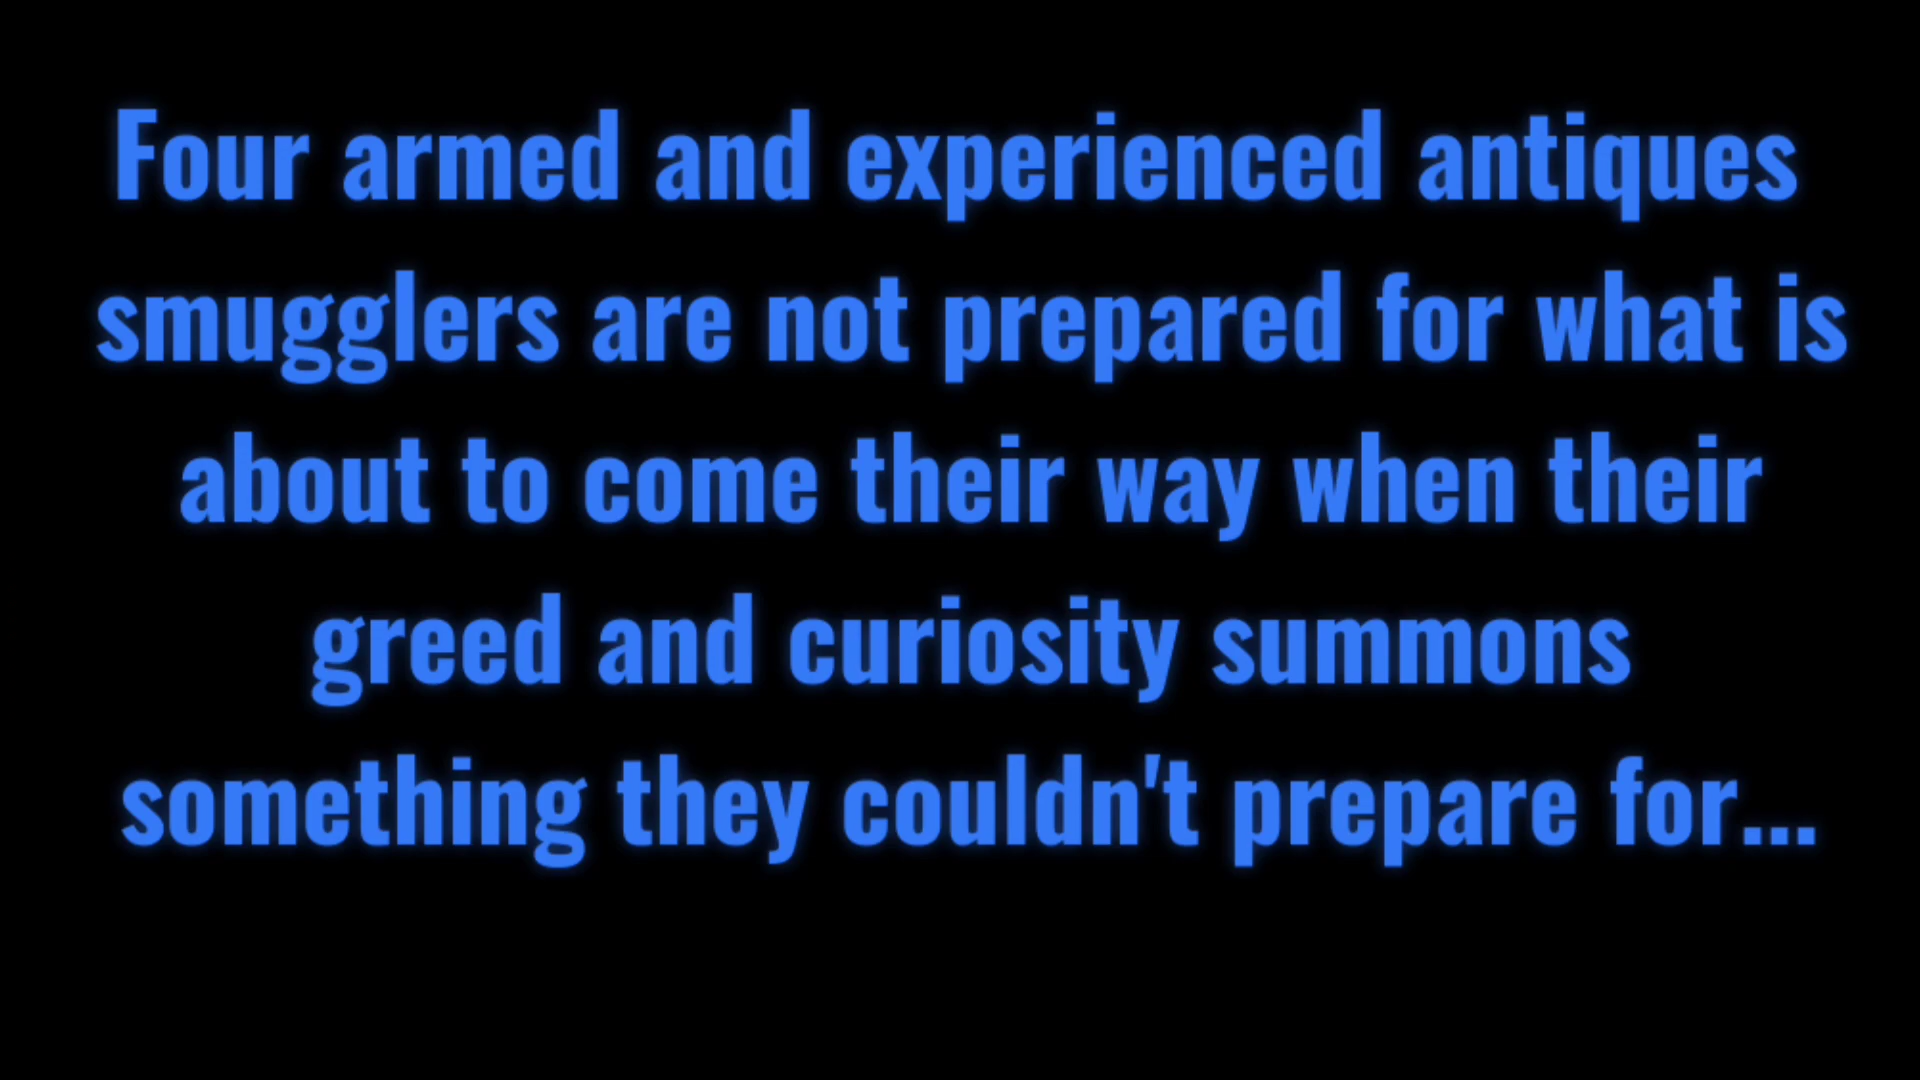 Four armed and experienced antiques
smugglers are not prepared for what is
about to come their way when their
greed and curiosity summons
something they couldn't prepare for...